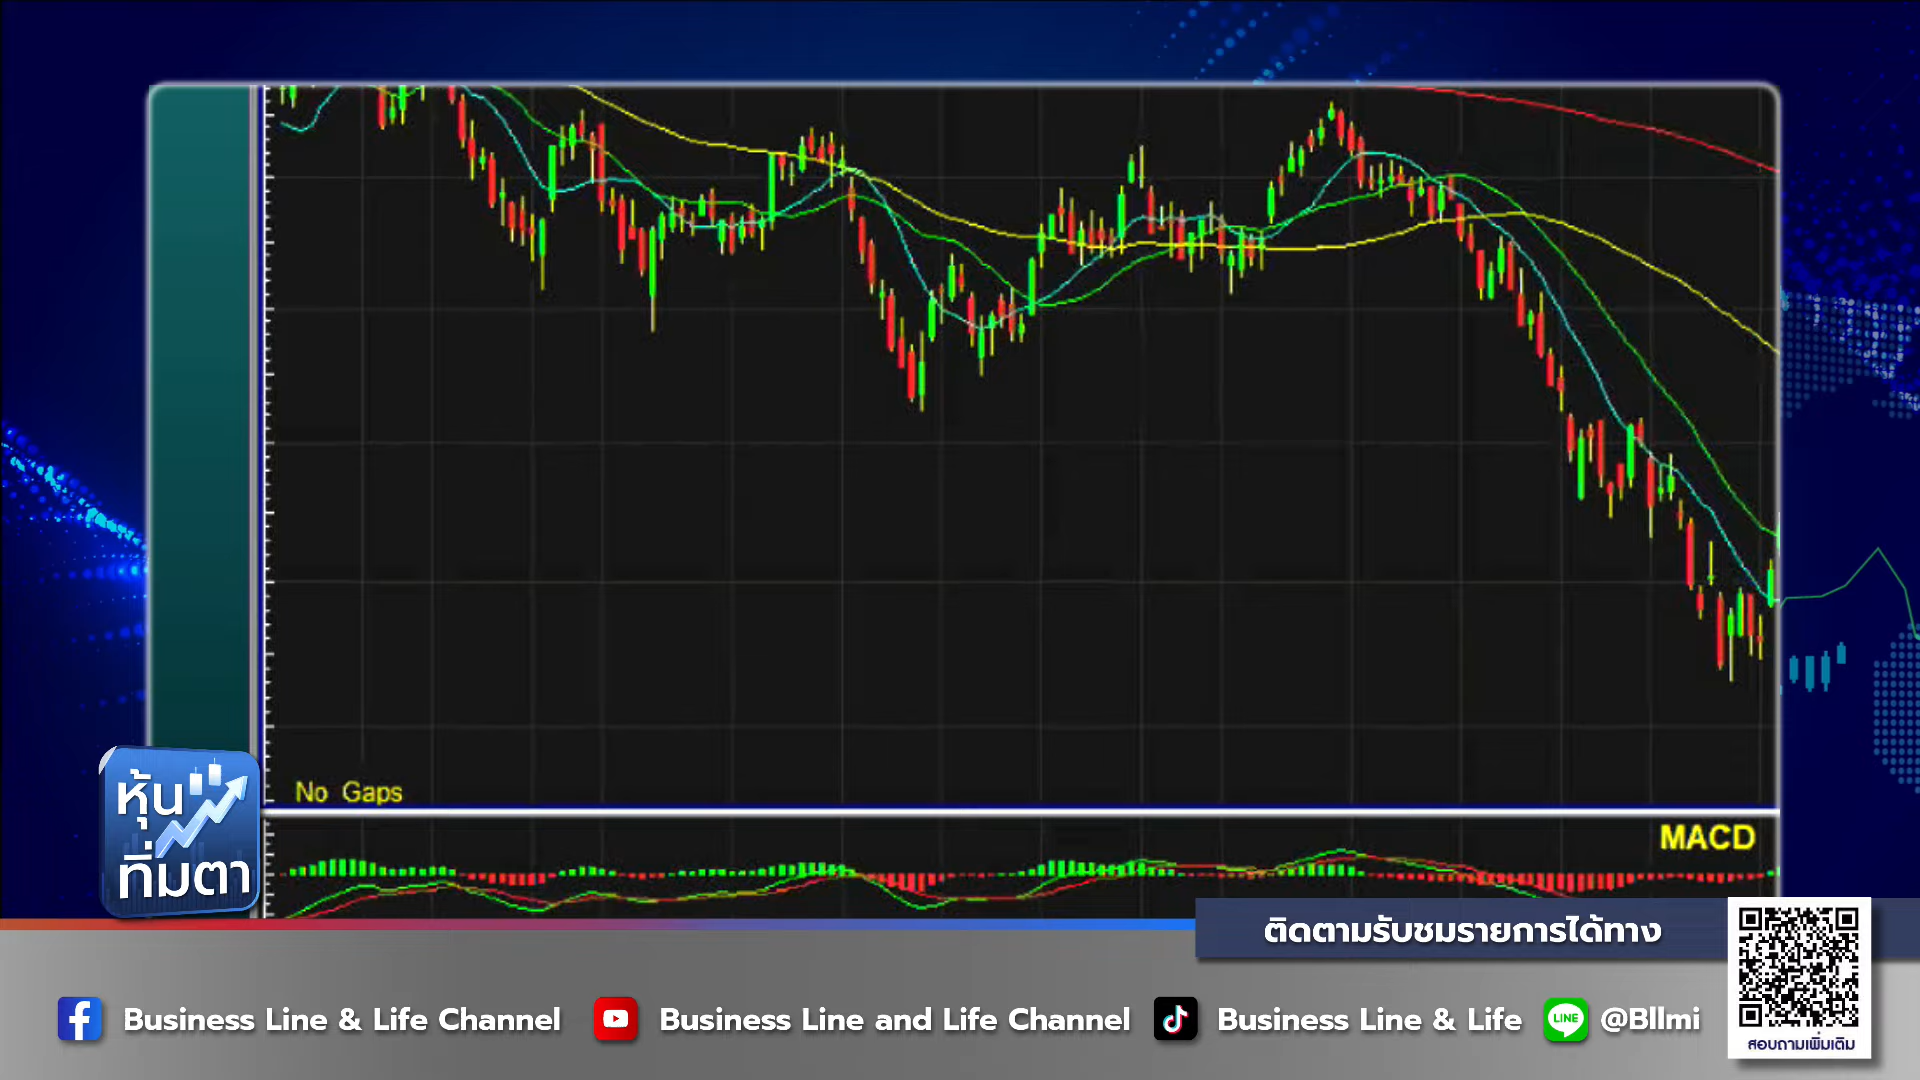 No Gaps
MACD
หุ้น
ทิ่มตา
ติดตามรับชมรายการได้ทาง
Business Line & Life Channel
Business Line and Life Channel
Business Line & Life
LINE
@Bllmi
สอบถามเพิ่มเติม